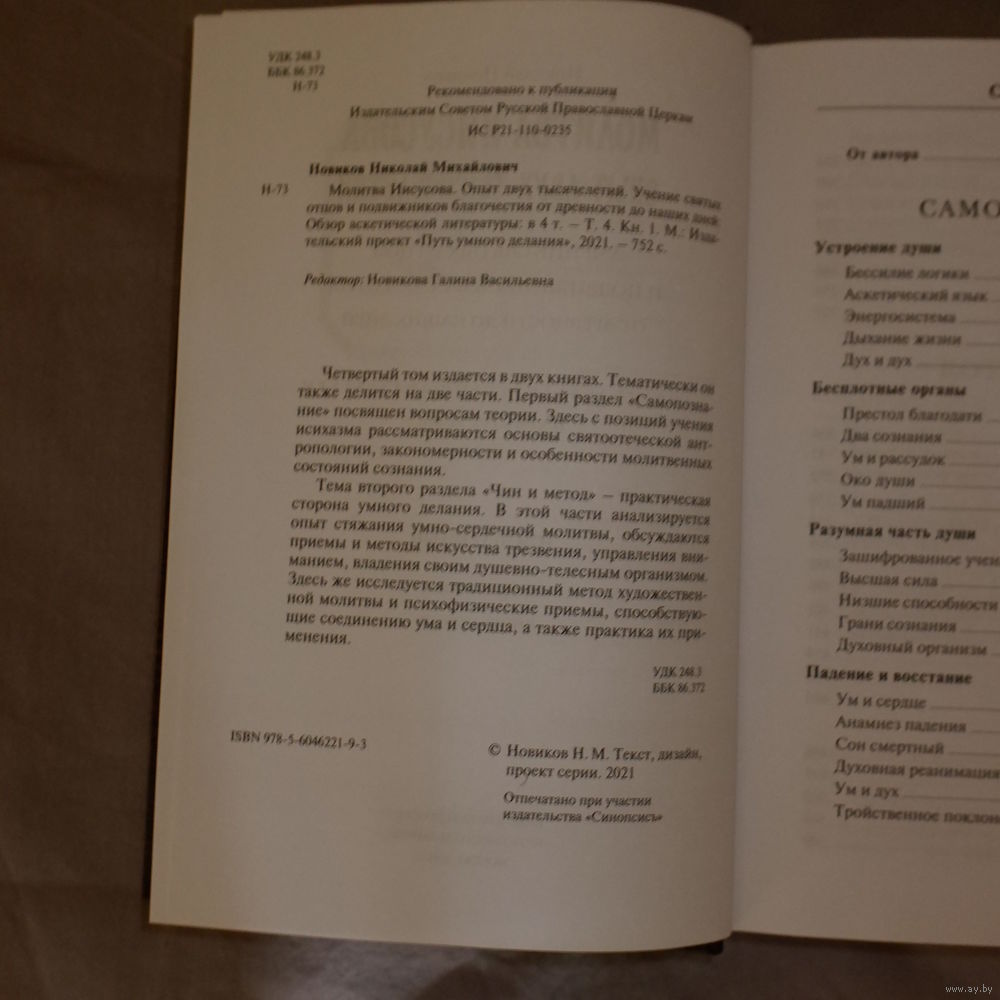 УДК 248.3
ББК 86.372
Н-73
Рекомендовано к публикации
Издательским Советом Русской Православной Церкви
ИС Р21-110-0235
Новиков Николай Михайлович
Н-73 Молитва Иисусова. Опыт двух тысячелетий. Учение святых
отцов и подвижников благочестия от древности до наших дней:
Обзор аскетической литературы: в 4 т. — Т. 4. Кн. 1. М.: Изда-
тельский проект «Путь умного делания», 2021. — 752 с.
Редактор: Новикова Галина Васильевна
Четвертый том издается в двух книгах. Тематически он
также делится на две части. Первый раздел «Самопозна-
ние» посвящен вопросам теории. Здесь с позиций учения
исихазма рассматриваются основы святоотеческой ант-
ропологии, закономерности и особенности молитвенных
состояний сознания.
Тема второго раздела «Чин и метод» — практическая
сторона умного делания. В этой части анализируется
опыт стяжания умно-сердечной молитвы, обсуждаются
приемы и методы искусства трезвения, управления вни-
манием, владения своим душевно-телесным организмом.
Здесь же исследуется традиционный метод художествен-
ной молитвы и психофизические приемы, способствую-
щие соединению ума и сердца, а также практика их при-
менения.
УДК 248.3
ББК 86.372
ISBN 978-5-6046221-9-3
© Новиков Н. М. Текст, дизайн,
проект серии. 2021
Отпечатано при участии
издательства «Синопсисъ»
С
От автора
САМО
Устроение души
Бессилие логики
Аскетический язык
Энергосистема
Дыхание жизни
Дух и дух
Бесплотные органы
Престол благодати
Два сознания
Ум и рассудок
Око души
Ум падший
Разумная часть души
Зашифрованное учен
Высшая сила
Низшие способности
Грани сознания
Духовный организм
Падение и восстание
Ум и сердце
Анамнез падения
Сон смертный
Духовная реанимация
Ум и дух
Тройственное поклон
www.ay.by